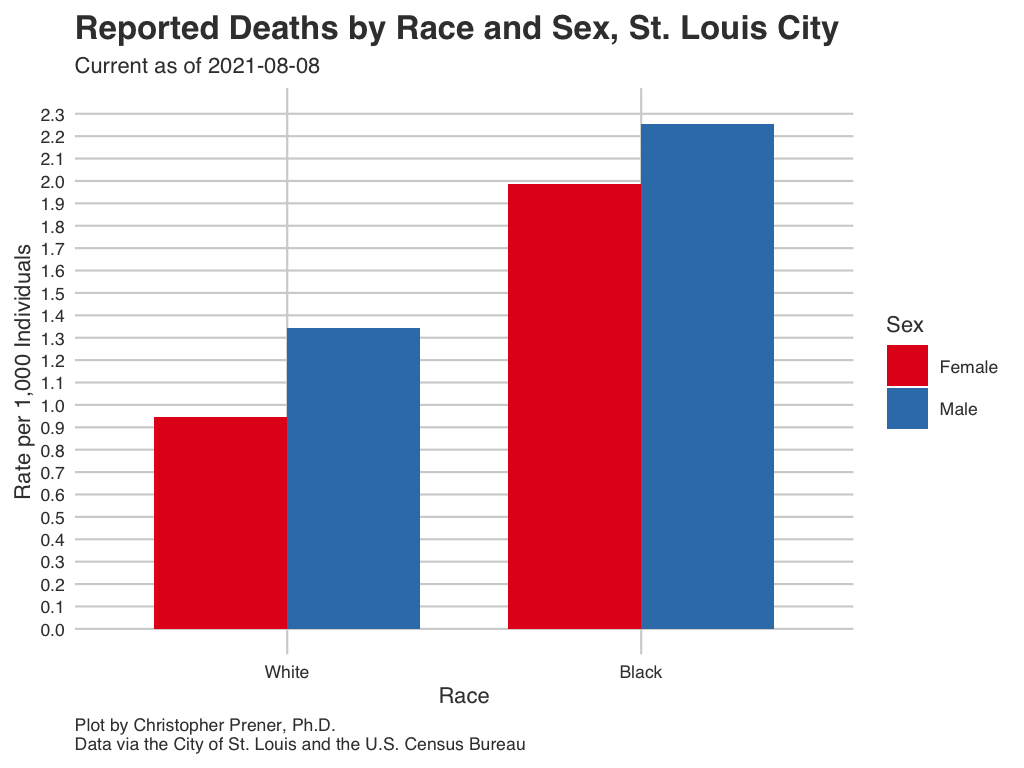 Reported Deaths by Race and Sex, St. Louis City
Current as of 2021-08-08
Rate per 1,000 Individuals
2.3
2.2
2.1
2.0
1.9
1.8
1.7
1.6
1.5
1.4
1.3
1.2
1.1
1.0
0.9
0.8
0.7
0.6
0.5
0.4
0.3
0.2
0.1
0.0
White
Black
Race
Sex
Female
Male
Plot by Christopher Prener, Ph.D.
Data via the City of St. Louis and the U.S. Census Bureau